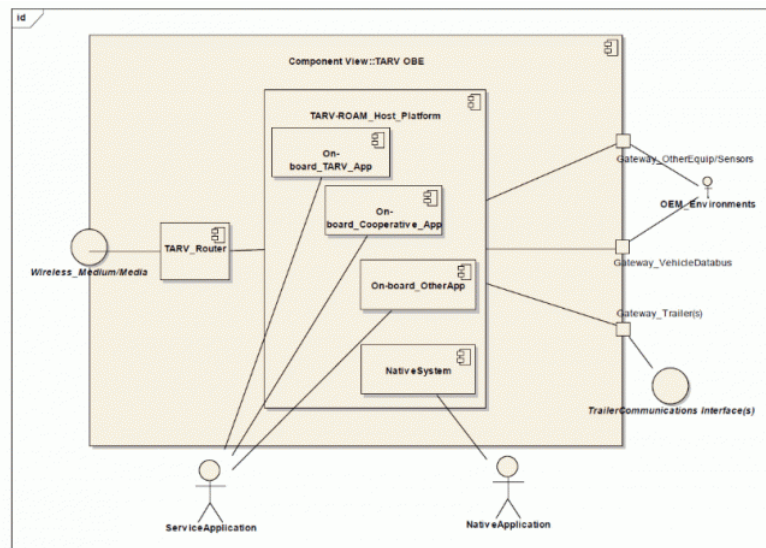 id
Component View::TARV OBE
TARV-ROAM_Host_Platform
On-
board_TARV_App
On-
board_Cooperative_App
On-board_OtherApp
NativeSystem
TARV_Router
Wireless_Medium/Media
Gateway_OtherEquip/Sensors
OEM_Environments
Gateway_VehicleDatabus
Gateway_Trailer(s)
TrailerCommunications Interface(s)
ServiceApplication
NativeApplication